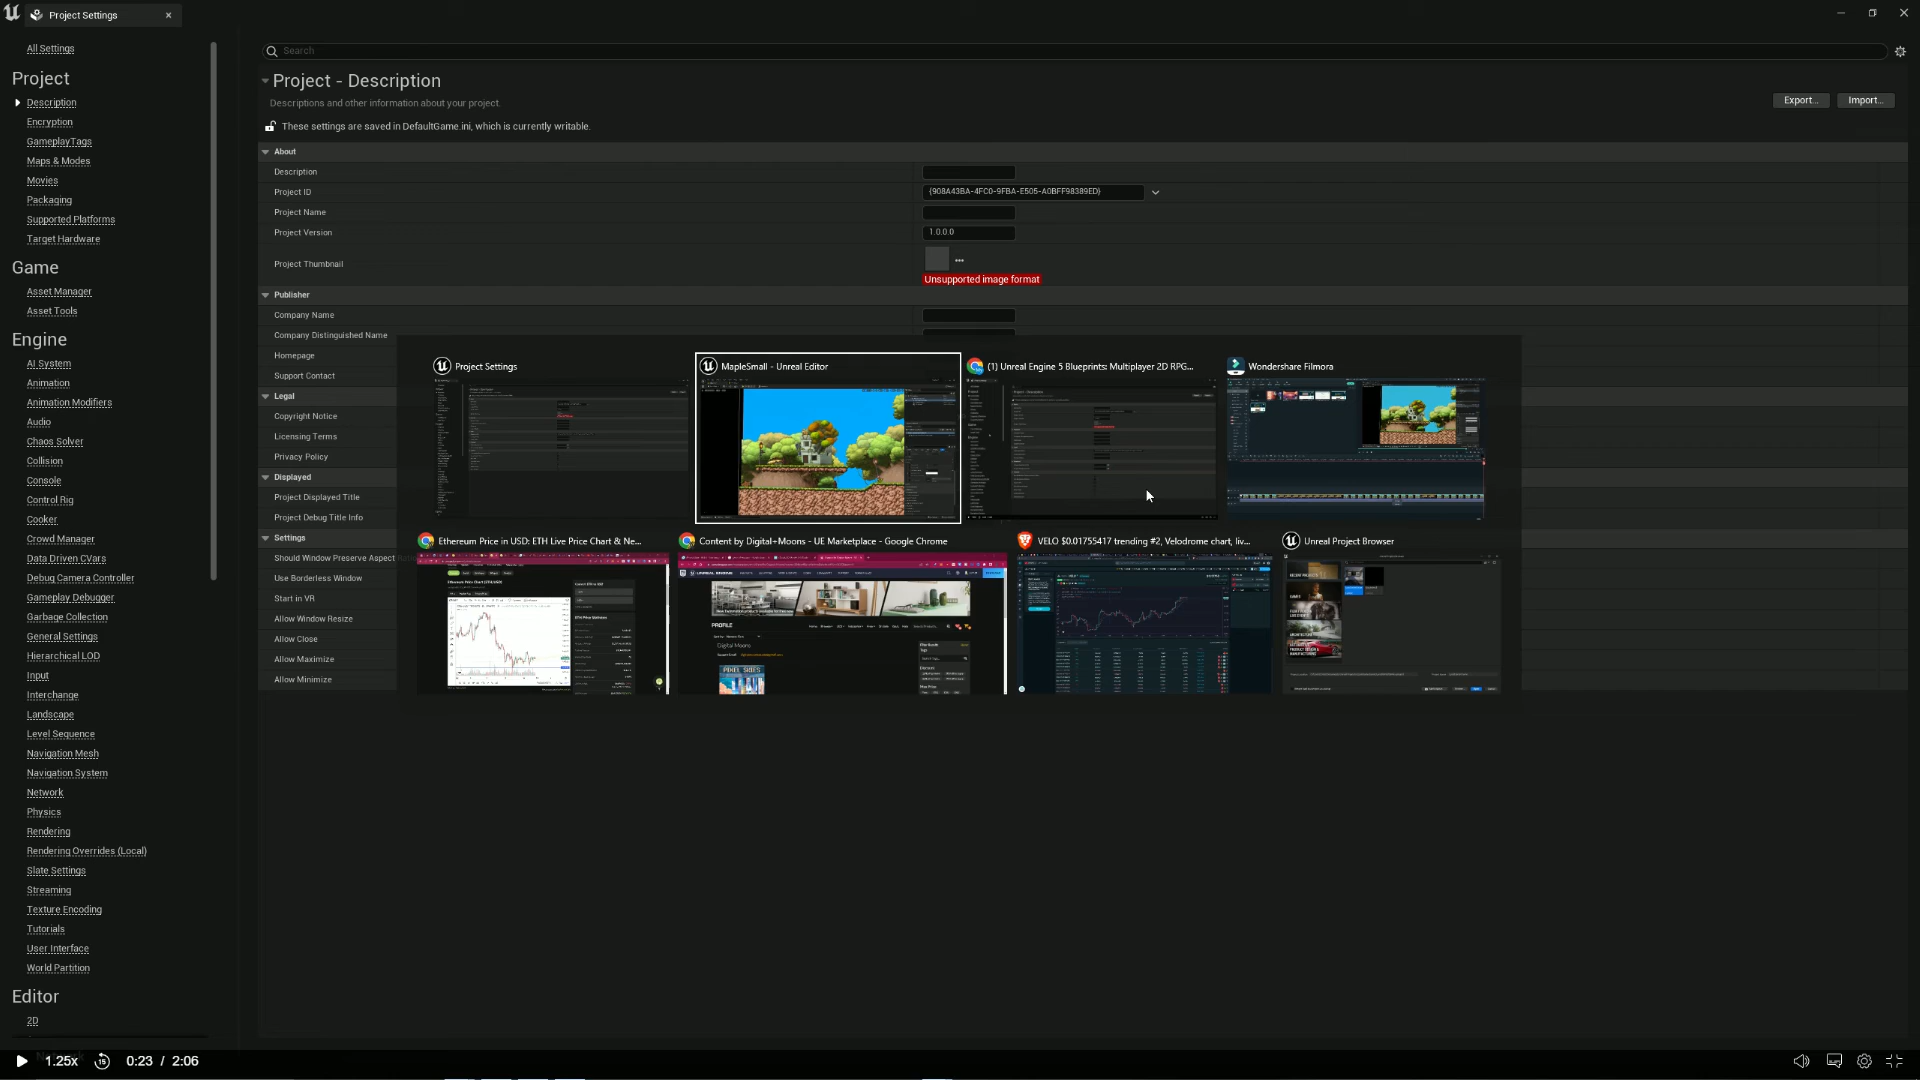 Project Settings
All Settings
Project
Description
Encryption
GameplayTags
Maps & Modes
Movies
Packaging
Supported Platforms
Target Hardware
Game
Asset Manager
Asset Tools
Engine
AI System
Animation
Animation Modifiers
Audio
Chaos Solver
Collision
Console
Control Rig
Cooker
Crowd Manager
Data Driven CVars
Debug Camera Controller
Gameplay Debugger
Garbage Collection
General Settings
Hierarchical LOD
Input
Interchange
Landscape
Level Sequence
Navigation Mesh
Navigation System
Network
Physics
Rendering
Rendering Overrides (Local)
Slate Settings
Streaming
Texture Encoding
Tutorials
User Interface
World Partition
Editor
2D
Search
Project - Description
Descriptions and other information about your project.
Export...
Import...
These settings are saved in DefaultGame.ini, which is currently writable.
About
Description
Project ID
{908A43BA-4FC0-9FBA-E505-A0BFF98389ED}
Project Name
Project Version
1.0.0.0
Project Thumbnail
Unsupported image format
Publisher
Company Name
Company Distinguished Name
Homepage
Support Contact
Legal
Copyright Notice
Licensing Terms
Privacy Policy
Displayed
Project Displayed Title
Project Debug Title Info
Settings
Should Window Preserve Aspect
Use Borderless Window
Start in VR
Allow Window Resize
Allow Close
Allow Maximize
Allow Minimize
Project Settings
MapleSmall - Unreal Editor
(1) Unreal Engine 5 Blueprints: Multiplayer 2D RPG...
Wondershare Filmora
Ethereum Price in USD: ETH Live Price Chart & Ne...
Content by Digital+Moons - UE Marketplace - Google Chrome
PROFILE
Digital Moons
PIXEL SKIES
VELO $0.01755417 trending #2, Velodrome chart, liv...
Unreal Project Browser
1.25x
15
0:23 / 2:06